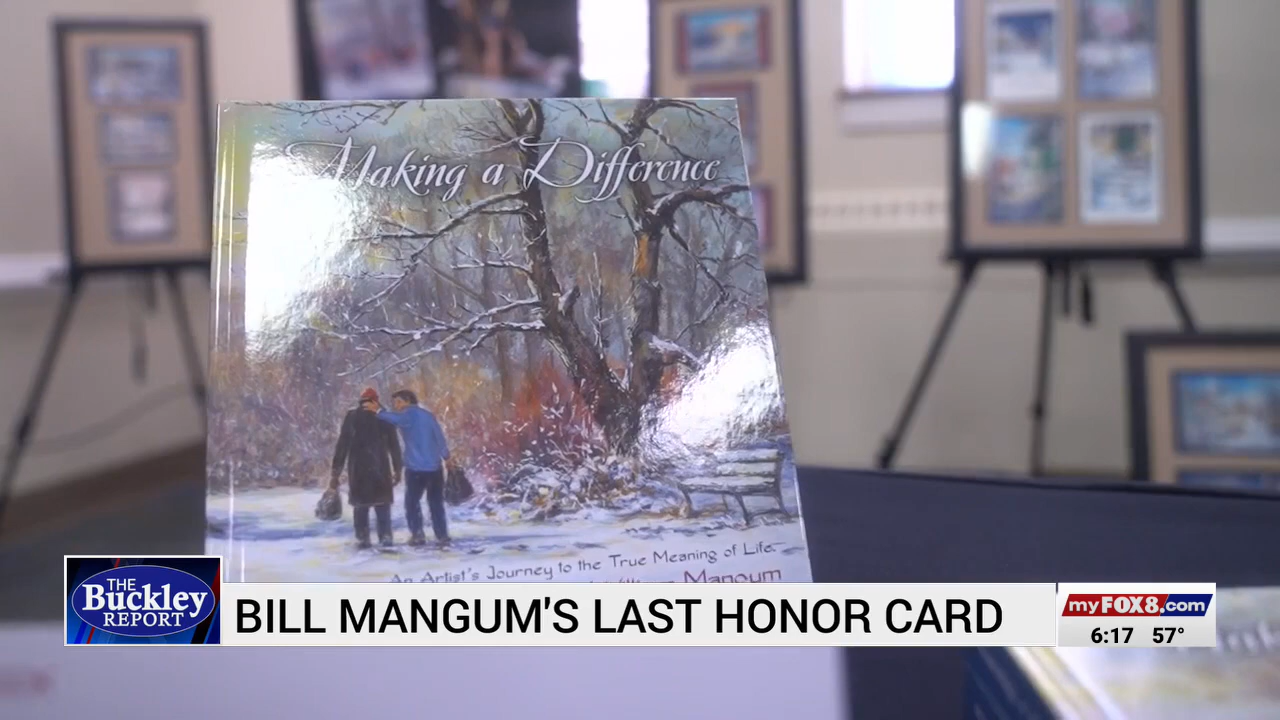 Making a Difference
An Artist's Journey to the True Meaning of Life
Mangum
THE
Buckley
REPORT
BILL MANGUM'S LAST HONOR CARD
myFOX8.com
6:17 57°